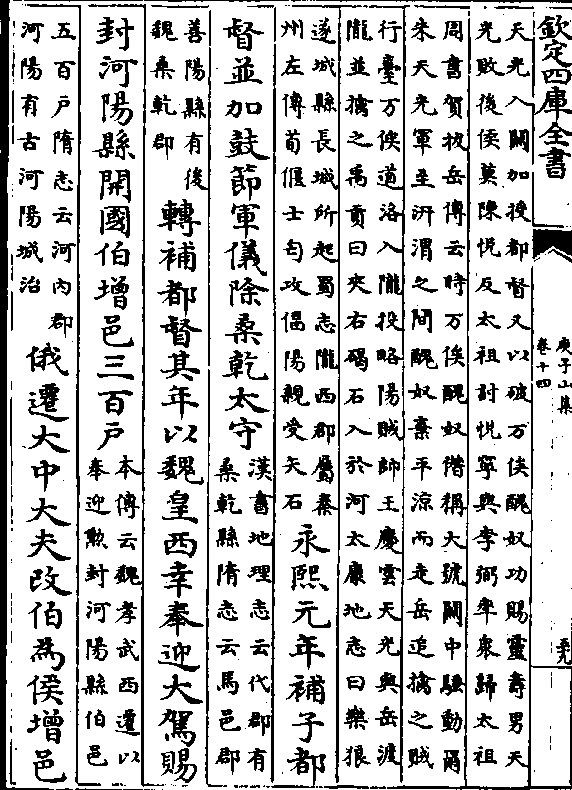 欽定四庫全書
庾子山集
卷十四
天光入關加授都督又以破万俟醜奴功賜靈壽男天
光敗後侯莫陳悅反太祖討悅寧與李弼率衆歸太祖
周書賀拔岳傳云時万俟醜奴僭稱大號關中騷動爾
朱天光軍至汧渭之間醜奴棄平涼而走岳追擒之賊
行臺万俟道洛入隴投略陽賊帥王慶雲天光與岳渡
隴並擒之禹貢曰夾右碣石入於河太康地志曰樂狼
遂城縣長城所起蜀志隴西郡屬秦
州左傳荀偃士匄攻偪陽親受矢石
永熙元年補子都
督並加鼓節軍儀除桑乾太守
漢書地理志云代郡有
桑乾縣隋志云馬邑郡
善陽縣有後
魏桑乾郡
轉補都督其年以魏皇西幸奉迎大駕賜
封河陽縣開國伯增邑三百戶
本傳云魏孝武西遷以
奉迎勲封河陽縣伯邑
五百戶隋志云河内郡
河陽有古河陽城治
俄遷大中大夫改伯為侯增邑